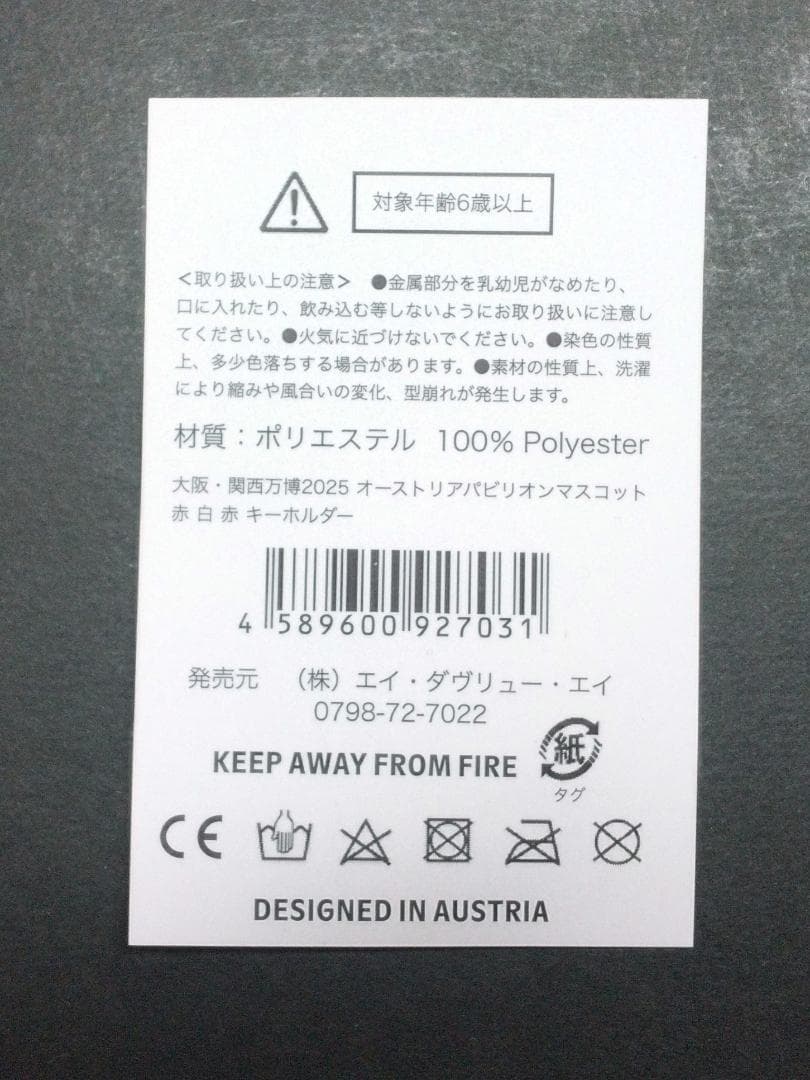 対象年齢6歳以上
＜取り扱い上の注意＞ ●金属部分を乳幼児がなめたり、
口に入れたり、飲み込む等しないようにお取り扱いに注意し
てください。●火気に近づけないでください。●染色の性質
上、多少色落ちする場合があります。●素材の性質上、洗濯
により縮みや風合いの変化、型崩れが発生します。
材質：ポリエステル 100% Polyester
大阪・関西万博2025 オーストリアパビリオンマスコット
赤 白 赤 キーホルダー
4 589600 927031
発売元 （株）エイ・ダヴリュー・エイ
0798-72-7022
KEEP AWAY FROM FIRE
紙
タグ
CE
DESIGNED IN AUSTRIA